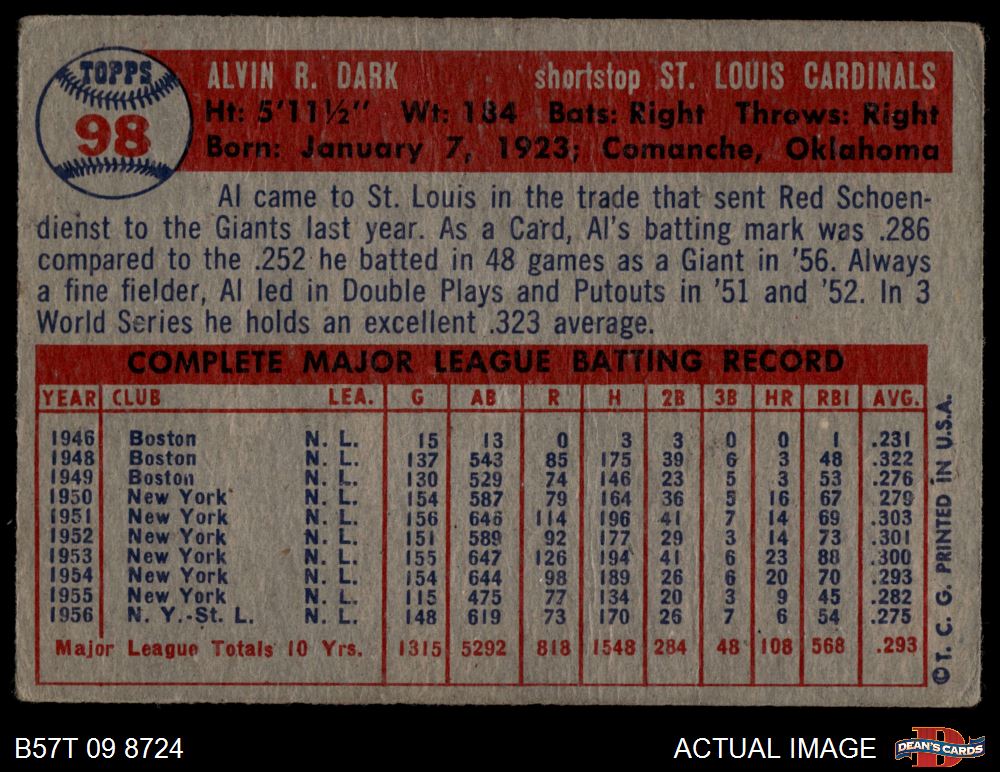 TOPPS
98
ALVIN R. DARK shortstop ST. LOUIS CARDINALS
Ht: 5'11½" Wt: 184 Bats: Right Throws: Right
Born: January 7, 1923; Comanche, Oklahoma
Al came to St. Louis in the trade that sent Red Schoen-
dienst to the Giants last year. As a Card, Al's batting mark was .286
compared to the .252 he batted in 48 games as a Giant in '56. Always
a fine fielder, Al led in Double Plays and Putouts in '51 and '52. In 3
World Series he holds an excellent .323 average.
COMPLETE MAJOR LEAGUE BATTING RECORD
YEAR CLUB LEA. G AB R H 2B 3B HR RBI AVG.
1946 Boston N. L. 15 13 0 3 3 0 0 1 .231
1948 Boston N. L. 137 543 85 175 39 6 3 48 .322
1949 Boston N. L. 130 529 74 146 23 5 3 53 .276
1950 New York N. L. 154 587 79 164 36 5 16 67 .279
1951 New York N. L. 156 646 114 196 41 7 14 69 .303
1952 New York N. L. 151 589 92 177 29 3 14 73 .301
1953 New York N. L. 155 647 126 194 41 6 23 88 .300
1954 New York N. L. 154 644 98 189 26 6 20 70 .293
1955 New York N. L. 115 475 77 134 20 3 9 45 .282
1956 N. Y.-St. L. N. L. 148 619 73 170 26 7 6 54 .275
Major League Totals 10 Yrs. 1315 5292 818 1548 284 48 108 568 .293
©T. C. G. PRINTED IN U.S.A.
B57T 09 8724
ACTUAL IMAGE
DEAN'S CARDS